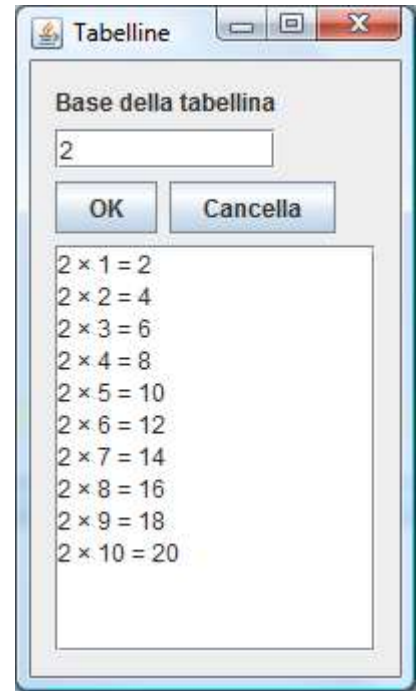 Tabelline
Base della tabellina
2
OK Cancella
2 × 1 = 2
2 × 2 = 4
2 × 3 = 6
2 × 4 = 8
2 × 5 = 10
2 × 6 = 12
2 × 7 = 14
2 × 8 = 16
2 × 9 = 18
2 × 10 = 20